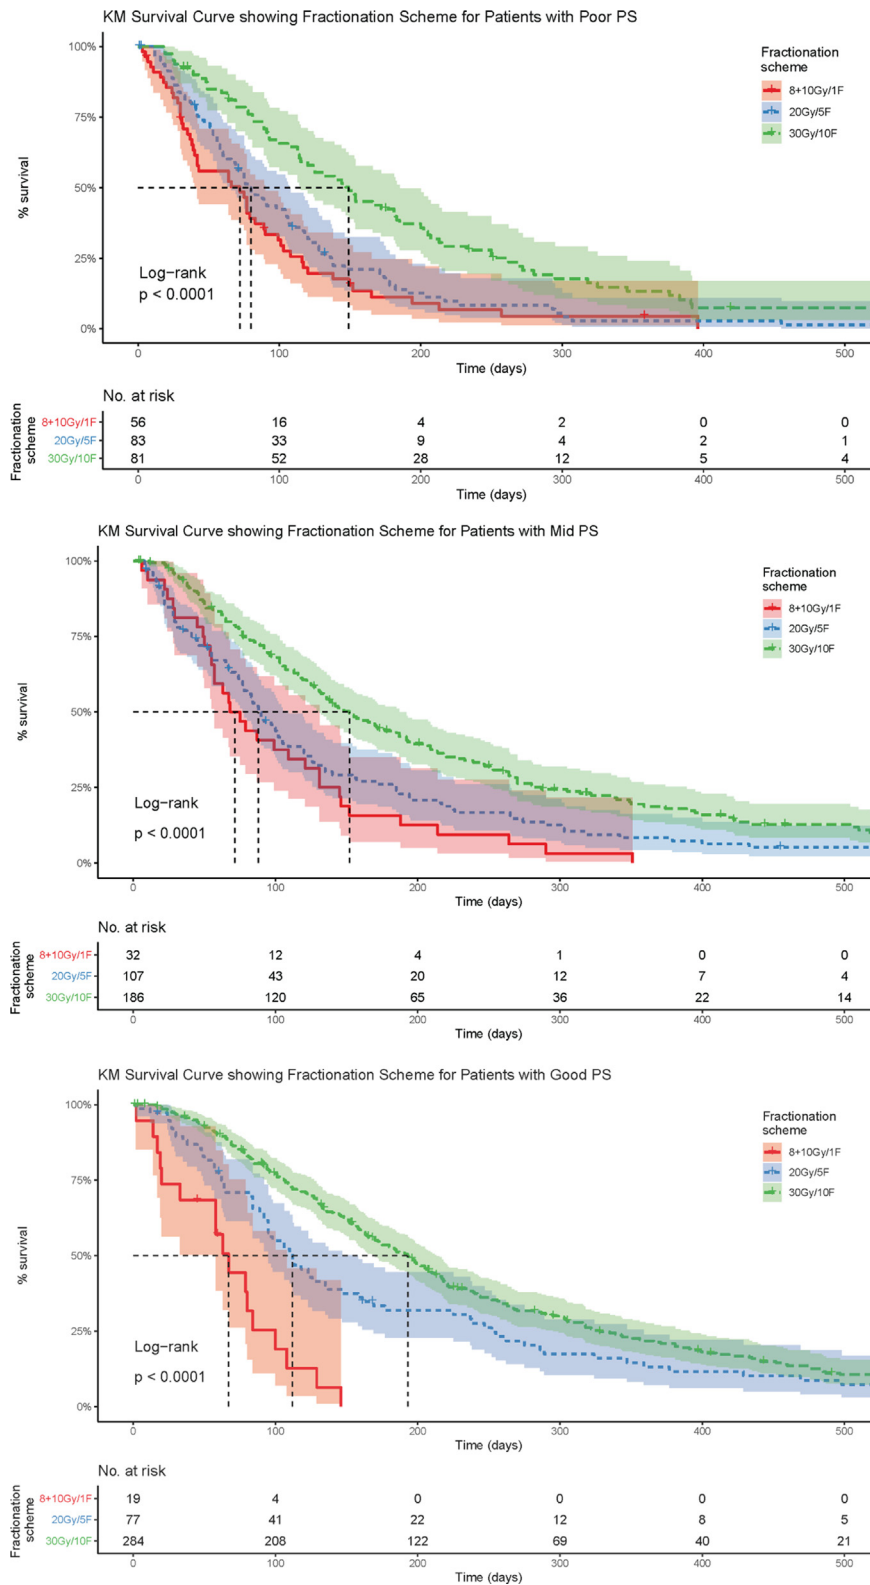 KM Survival Curve showing Fractionation Scheme for Patients with Poor PS
100%
75%
50%
25%
0%
% survival
Fractionation
scheme
8+10Gy/1F
20Gy/5F
30Gy/10F
Log−rank
p < 0.0001
0 100 200 300 400 500
Time (days)
No. at risk
Fractionation
scheme
8+10Gy/1F 56 16 4 2 0 0
20Gy/5F 83 33 9 4 2 1
30Gy/10F 81 52 28 12 5 4
0 100 200 300 400 500
Time (days)
KM Survival Curve showing Fractionation Scheme for Patients with Mid PS
100%
75%
50%
25%
0%
% survival
Fractionation
scheme
8+10Gy/1F
20Gy/5F
30Gy/10F
Log−rank
p < 0.0001
0 100 200 300 400 500
Time (days)
No. at risk
Fractionation
scheme
8+10Gy/1F 32 12 4 1 0 0
20Gy/5F 107 43 20 12 7 4
30Gy/10F 186 120 65 36 22 14
0 100 200 300 400 500
Time (days)
KM Survival Curve showing Fractionation Scheme for Patients with Good PS
100%
75%
50%
25%
0%
% survival
Fractionation
scheme
8+10Gy/1F
20Gy/5F
30Gy/10F
Log−rank
p < 0.0001
0 100 200 300 400 500
Time (days)
No. at risk
Fractionation
scheme
8+10Gy/1F 19 4 0 0 0 0
20Gy/5F 77 41 22 12 8 5
30Gy/10F 284 208 122 69 40 21
0 100 200 300 400 500
Time (days)